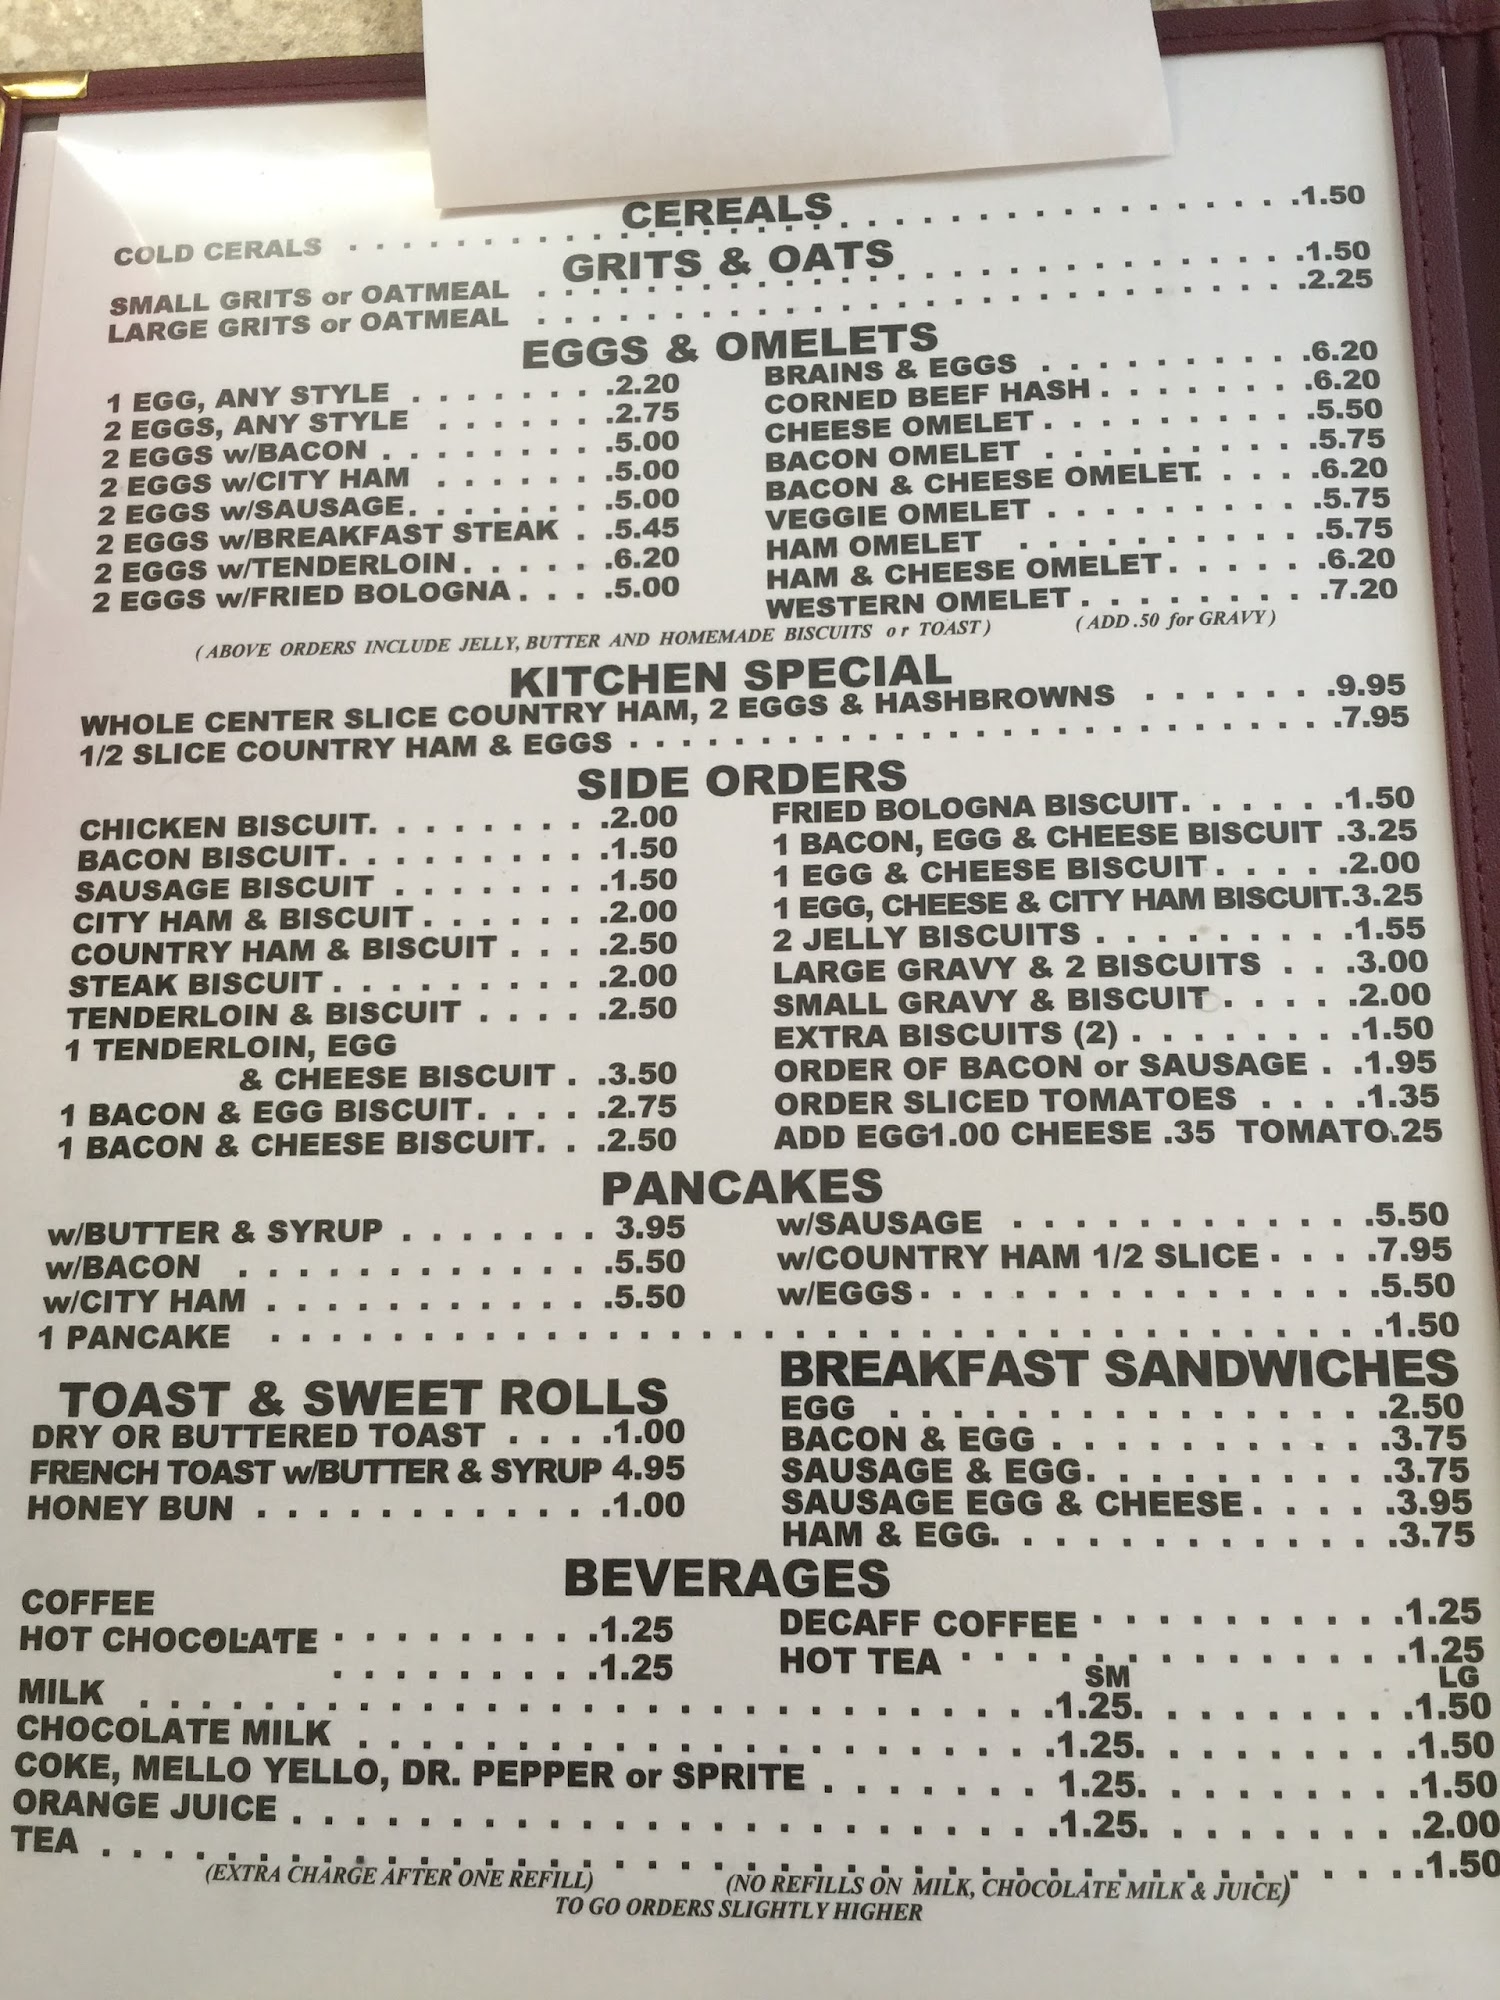 CEREALS
COLD CERALS . . . . . . . . . . . . . . . . . . . .1.50
GRITS & OATS
SMALL GRITS or OATMEAL . . . . . . . . . . . . . . . .1.50
LARGE GRITS or OATMEAL . . . . . . . . . . . . . . . .2.25
EGGS & OMELETS
1 EGG, ANY STYLE . . . . . . . .2.20
2 EGGS, ANY STYLE . . . . . . .2.75
2 EGGS w/BACON . . . . . . . . .5.00
2 EGGS w/CITY HAM . . . . . . .5.00
2 EGGS w/SAUSAGE. . . . . . . .5.00
2 EGGS w/BREAKFAST STEAK . .5.45
2 EGGS w/TENDERLOIN. . . . . .6.20
2 EGGS w/FRIED BOLOGNA . . . .5.00
BRAINS & EGGS . . . . . . . . . .6.20
CORNED BEEF HASH . . . . . . . .6.20
CHEESE OMELET . . . . . . . . . .5.50
BACON OMELET . . . . . . . . . .5.75
BACON & CHEESE OMELET. . . . .6.20
VEGGIE OMELET . . . . . . . . . .5.75
HAM OMELET . . . . . . . . . . .5.75
HAM & CHEESE OMELET. . . . . .6.20
WESTERN OMELET . . . . . . . . .7.20
(ABOVE ORDERS INCLUDE JELLY, BUTTER AND HOMEMADE BISCUITS or TOAST) (ADD .50 for GRAVY)
KITCHEN SPECIAL
WHOLE CENTER SLICE COUNTRY HAM, 2 EGGS & HASHBROWNS . . . . . . .9.95
1/2 SLICE COUNTRY HAM & EGGS . . . . . . . . . . . . . . . . . . . .7.95
SIDE ORDERS
CHICKEN BISCUIT. . . . . . . . .2.00
BACON BISCUIT. . . . . . . . . .1.50
SAUSAGE BISCUIT . . . . . . . .1.50
CITY HAM & BISCUIT . . . . . . .2.00
COUNTRY HAM & BISCUIT . . . .2.50
STEAK BISCUIT . . . . . . . . . .2.00
TENDERLOIN & BISCUIT . . . . .2.50
1 TENDERLOIN, EGG
& CHEESE BISCUIT . .3.50
1 BACON & EGG BISCUIT. . . . .2.75
1 BACON & CHEESE BISCUIT. . .2.50
FRIED BOLOGNA BISCUIT. . . . . .1.50
1 BACON, EGG & CHEESE BISCUIT .3.25
1 EGG & CHEESE BISCUIT . . . . .2.00
1 EGG, CHEESE & CITY HAM BISCUIT.3.25
2 JELLY BISCUITS . . . . . . . . .1.55
LARGE GRAVY & 2 BISCUITS . . .3.00
SMALL GRAVY & BISCUIT . . . . .2.00
EXTRA BISCUITS (2) . . . . . . . .1.50
ORDER OF BACON or SAUSAGE . .1.95
ORDER SLICED TOMATOES . . . .1.35
ADD EGG1.00 CHEESE .35 TOMATO.25
PANCAKES
w/BUTTER & SYRUP . . . . . . . 3.95
w/BACON . . . . . . . . . . . . .5.50
w/CITY HAM . . . . . . . . . . . .5.50
w/SAUSAGE . . . . . . . . . . . .5.50
w/COUNTRY HAM 1/2 SLICE . . . .7.95
w/EGGS . . . . . . . . . . . . . .5.50
1 PANCAKE . . . . . . . . . . . . . . . . . . . . . . . . . .1.50
TOAST & SWEET ROLLS
DRY OR BUTTERED TOAST . . . .1.00
FRENCH TOAST w/BUTTER & SYRUP 4.95
HONEY BUN . . . . . . . . . . . .1.00
BREAKFAST SANDWICHES
EGG . . . . . . . . . . . . . . . .2.50
BACON & EGG . . . . . . . . . . .3.75
SAUSAGE & EGG. . . . . . . . . .3.75
SAUSAGE EGG & CHEESE . . . . .3.95
HAM & EGG. . . . . . . . . . . . .3.75
BEVERAGES
COFFEE . . . . . . . . . .1.25
HOT CHOCOLATE . . . . . . . . .1.25
DECAFF COFFEE . . . . . . . . . .1.25
HOT TEA . . . . . . . . . . . . . .1.25
SM LG
MILK . . . . . . . . . . . . . . . . . . .1.25. . . . . . . . .1.50
CHOCOLATE MILK . . . . . . . . . . . . . .1.25. . . . . . . . .1.50
COKE, MELLO YELLO, DR. PEPPER or SPRITE . . . . . . . 1.25. . . . . . . . .1.50
ORANGE JUICE . . . . . . . . . . . . . . . .1.25. . . . . . . . .2.00
TEA . . . . . . . . . . . . . . . . . . . . . . . . . . . .1.50
(EXTRA CHARGE AFTER ONE REFILL) (NO REFILLS ON MILK, CHOCOLATE MILK & JUICE)
TO GO ORDERS SLIGHTLY HIGHER